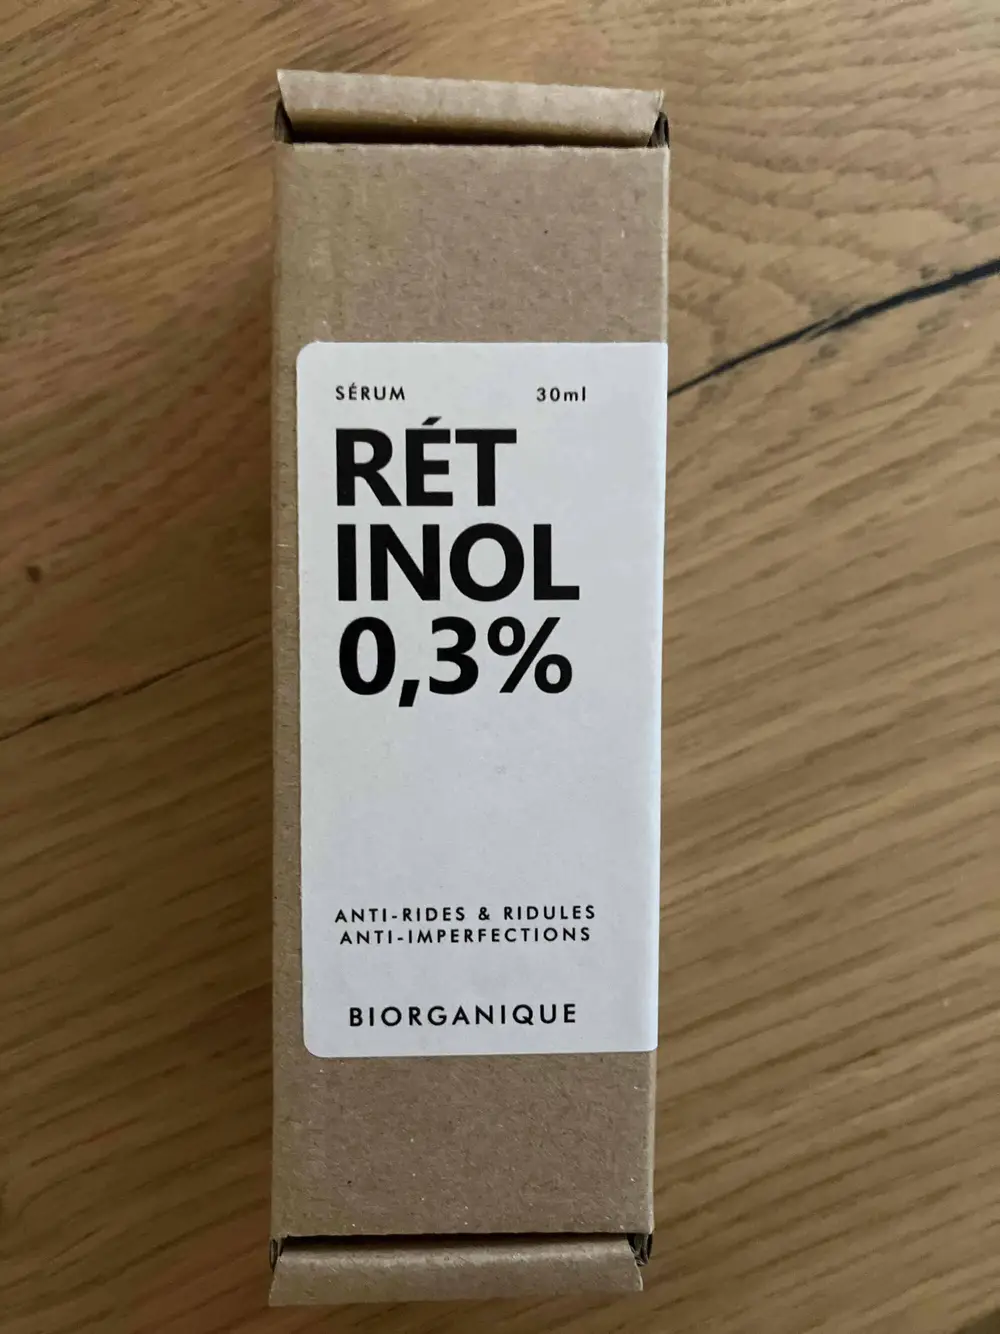 SÉRUM 30ml
RÉT
INOL
0,3%
ANTI-RIDES & RIDULES
ANTI-IMPERFECTIONS
BIORGANIQUE